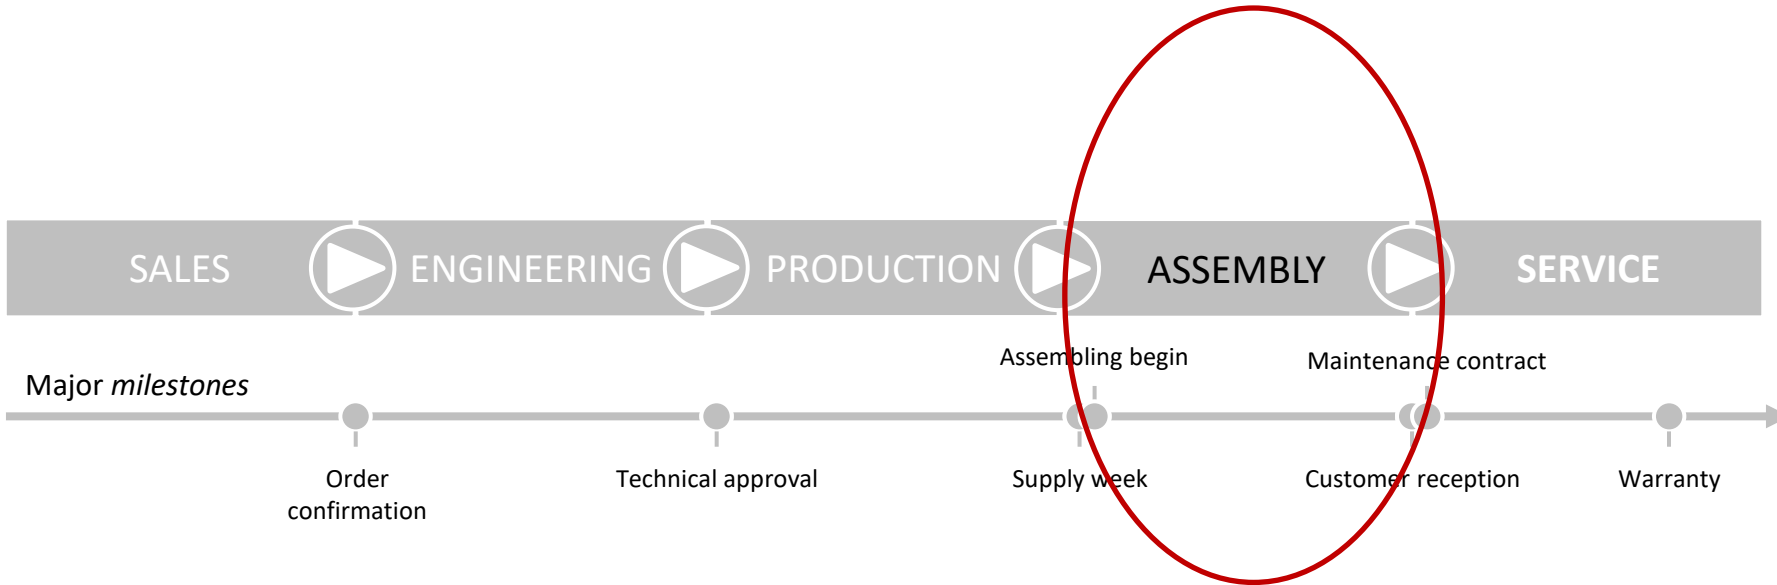 SALES
ENGINEERING
PRODUCTION
ASSEMBLY
SERVICE
Assembling begin
Maintenance contract
Major milestones
Order
confirmation
Technical approval
Supply week
Customer reception
Warranty